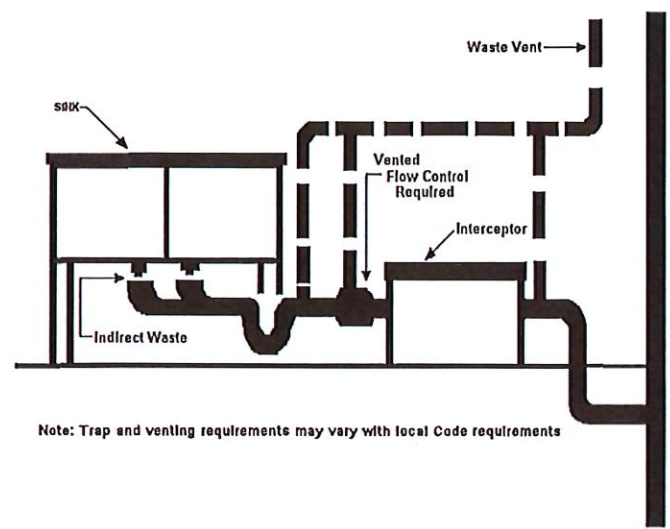 Waste Vent
SINK
Vented
Flow Control
Required
Interceptor
Indirect Waste
Note: Trap and venting requirements may vary with local Code requirements